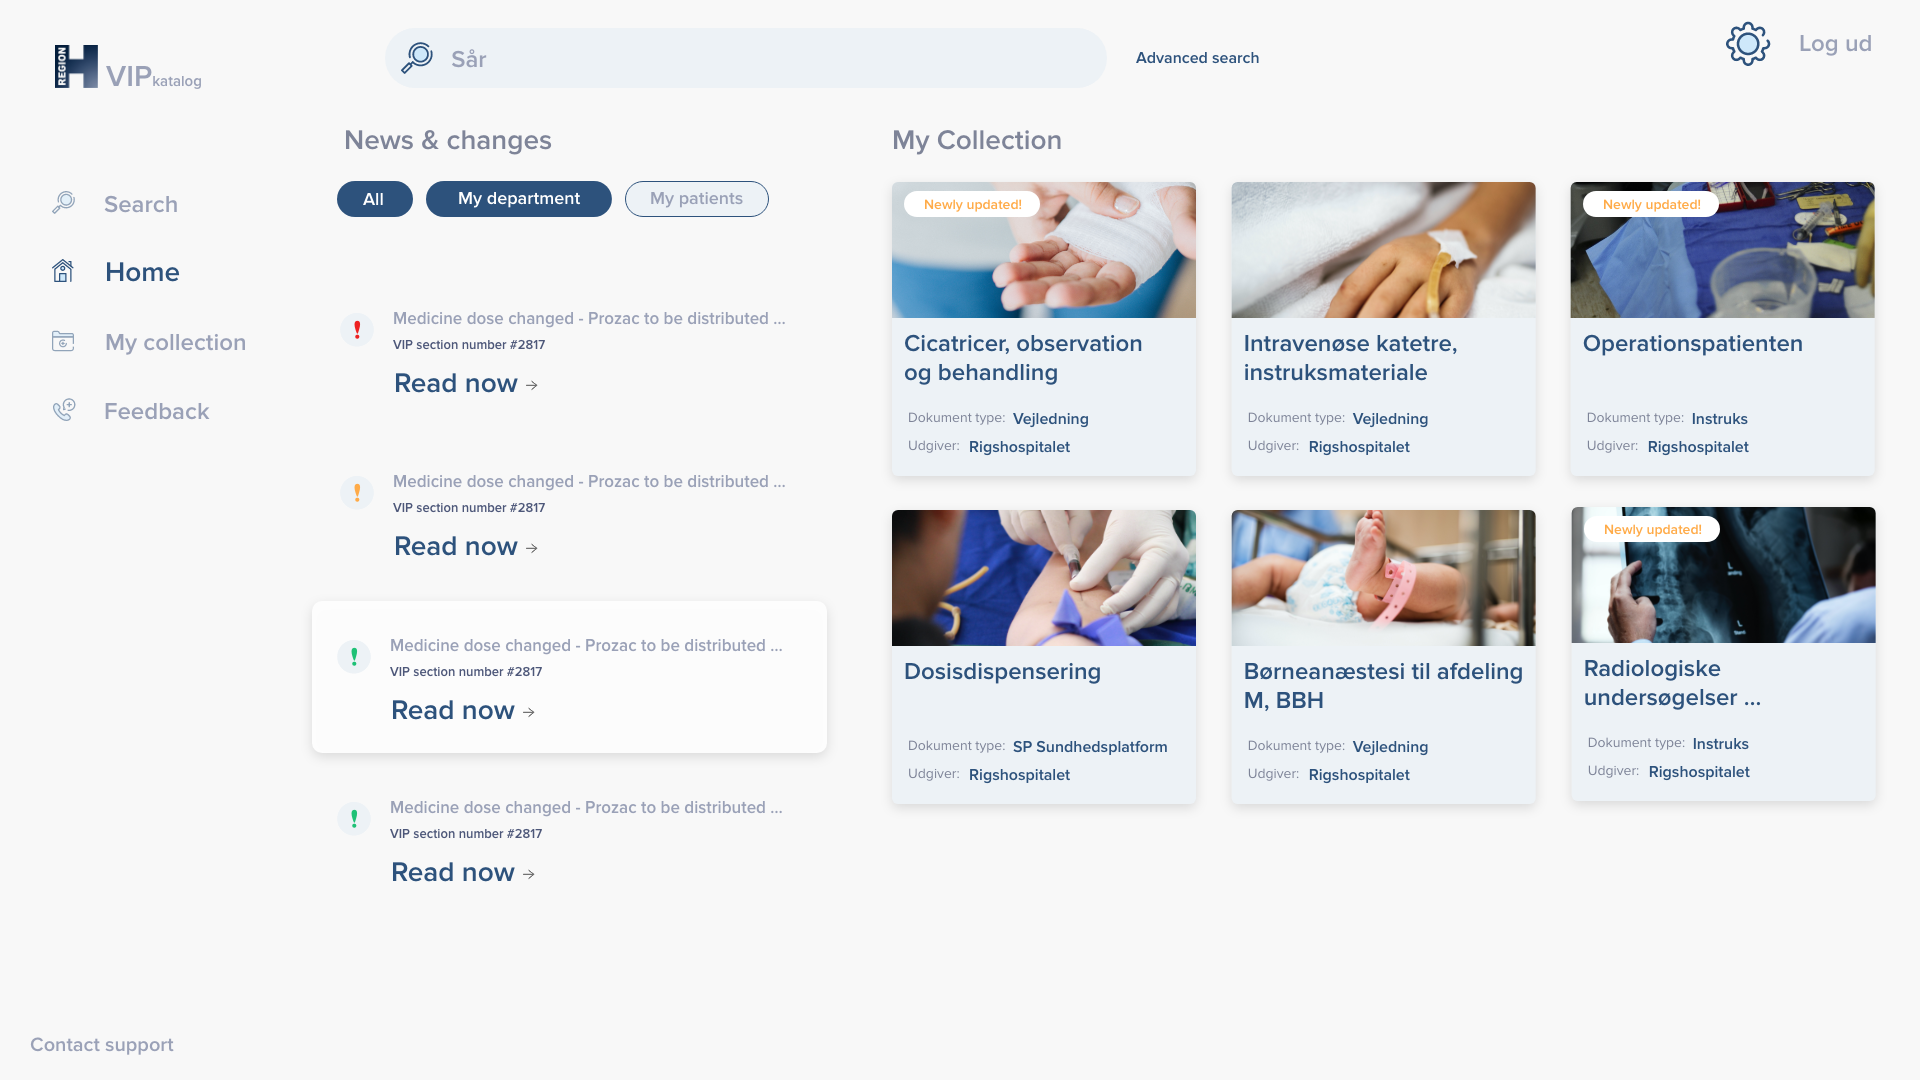 REGION
H VIPkatalog
Sår
Advanced search
Log ud
Search
Home
My collection
Feedback
Contact support
News & changes
All
My department
My patients
Medicine dose changed - Prozac to be distributed ...
VIP section number #2817
Read now →
Medicine dose changed - Prozac to be distributed ...
VIP section number #2817
Read now →
Medicine dose changed - Prozac to be distributed ...
VIP section number #2817
Read now →
Medicine dose changed - Prozac to be distributed ...
VIP section number #2817
Read now →
My Collection
Newly updated!
Cicatricer, observation
og behandling
Dokument type: Vejledning
Udgiver: Rigshospitalet
Intravenøse katetre,
instruksmateriale
Dokument type: Vejledning
Udgiver: Rigshospitalet
Newly updated!
Operationspatienten
Dokument type: Instruks
Udgiver: Rigshospitalet
Dosisdispensering
Dokument type: SP Sundhedsplatform
Udgiver: Rigshospitalet
Børneanæstesi til afdeling
M, BBH
Dokument type: Vejledning
Udgiver: Rigshospitalet
Newly updated!
L
L
Radiologiske
undersøgelser ...
Dokument type: Instruks
Udgiver: Rigshospitalet